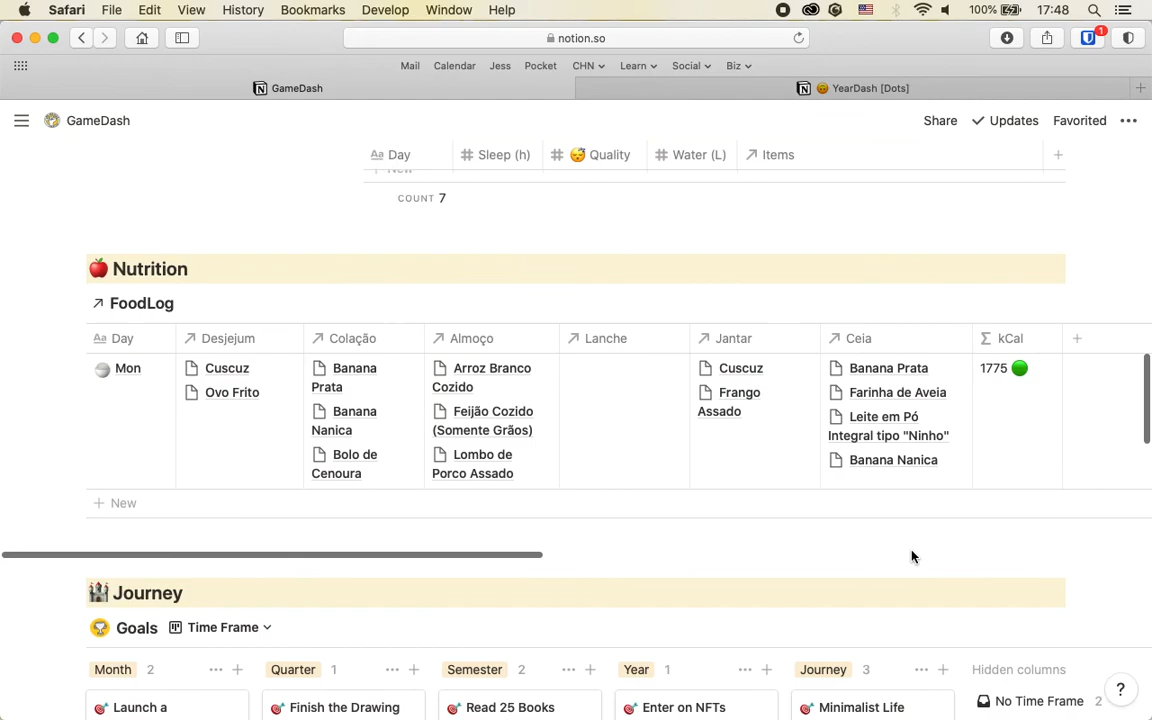 Safari File Edit View History Bookmarks Develop Window Help 100% 17:48
notion.so 1
Mail Calendar Jess Pocket CHN Learn Social Biz
GameDash YearDash [Dots]
GameDash Share Updates Favorited
Aa Day # Sleep (h) # Quality # Water (L) Items
+ New
COUNT 7
Nutrition
FoodLog
Aa Day Desjejum Colação Almoço Lanche Jantar Ceia Σ kCal
Mon Cuscuz Banana Arroz Branco Cuscuz Banana Prata 1775
Prata Cozido
Ovo Frito Frango Farinha de Aveia
Banana Feijão Cozido Assado Leite em Pó
Nanica (Somente Grãos) Integral tipo "Ninho"
Bolo de Lombo de Banana Nanica
Cenoura Porco Assado
+ New
Journey
Goals Time Frame
Month 2 Quarter 1 Semester 2 Year 1 Journey 3 Hidden columns
Launch a Finish the Drawing Read 25 Books Enter on NFTs Minimalist Life No Time Frame 2
?